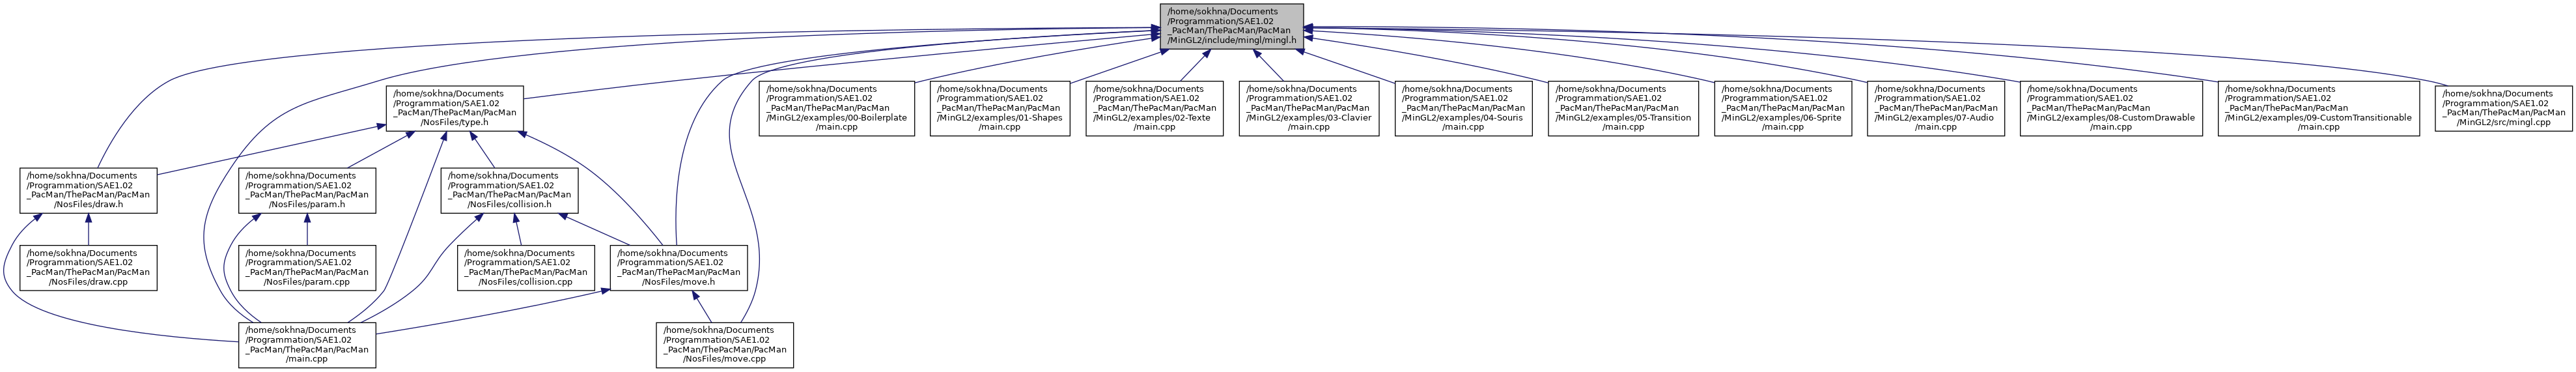 /home/sokhna/Documents
/Programmation/SAE1.02
_PacMan/ThePacMan/PacMan
/MinGL2/include/mingl/mingl.h
/home/sokhna/Documents
/Programmation/SAE1.02
_PacMan/ThePacMan/PacMan
/NosFiles/type.h
/home/sokhna/Documents
/Programmation/SAE1.02
_PacMan/ThePacMan/PacMan
/MinGL2/examples/00-Boilerplate
/main.cpp
/home/sokhna/Documents
/Programmation/SAE1.02
_PacMan/ThePacMan/PacMan
/MinGL2/examples/01-Shapes
/main.cpp
/home/sokhna/Documents
/Programmation/SAE1.02
_PacMan/ThePacMan/PacMan
/MinGL2/examples/02-Texte
/main.cpp
/home/sokhna/Documents
/Programmation/SAE1.02
_PacMan/ThePacMan/PacMan
/MinGL2/examples/03-Clavier
/main.cpp
/home/sokhna/Documents
/Programmation/SAE1.02
_PacMan/ThePacMan/PacMan
/MinGL2/examples/04-Souris
/main.cpp
/home/sokhna/Documents
/Programmation/SAE1.02
_PacMan/ThePacMan/PacMan
/MinGL2/examples/05-Transition
/main.cpp
/home/sokhna/Documents
/Programmation/SAE1.02
_PacMan/ThePacMan/PacMan
/MinGL2/examples/06-Sprite
/main.cpp
/home/sokhna/Documents
/Programmation/SAE1.02
_PacMan/ThePacMan/PacMan
/MinGL2/examples/07-Audio
/main.cpp
/home/sokhna/Documents
/Programmation/SAE1.02
_PacMan/ThePacMan/PacMan
/MinGL2/examples/08-CustomDrawable
/main.cpp
/home/sokhna/Documents
/Programmation/SAE1.02
_PacMan/ThePacMan/PacMan
/MinGL2/examples/09-CustomTransitionable
/main.cpp
/home/sokhna/Documents
/Programmation/SAE1.02
_PacMan/ThePacMan/PacMan
/MinGL2/src/mingl.cpp
/home/sokhna/Documents
/Programmation/SAE1.02
_PacMan/ThePacMan/PacMan
/NosFiles/draw.h
/home/sokhna/Documents
/Programmation/SAE1.02
_PacMan/ThePacMan/PacMan
/NosFiles/param.h
/home/sokhna/Documents
/Programmation/SAE1.02
_PacMan/ThePacMan/PacMan
/NosFiles/collision.h
/home/sokhna/Documents
/Programmation/SAE1.02
_PacMan/ThePacMan/PacMan
/NosFiles/draw.cpp
/home/sokhna/Documents
/Programmation/SAE1.02
_PacMan/ThePacMan/PacMan
/NosFiles/param.cpp
/home/sokhna/Documents
/Programmation/SAE1.02
_PacMan/ThePacMan/PacMan
/NosFiles/collision.cpp
/home/sokhna/Documents
/Programmation/SAE1.02
_PacMan/ThePacMan/PacMan
/NosFiles/move.h
/home/sokhna/Documents
/Programmation/SAE1.02
_PacMan/ThePacMan/PacMan
/main.cpp
/home/sokhna/Documents
/Programmation/SAE1.02
_PacMan/ThePacMan/PacMan
/NosFiles/move.cpp